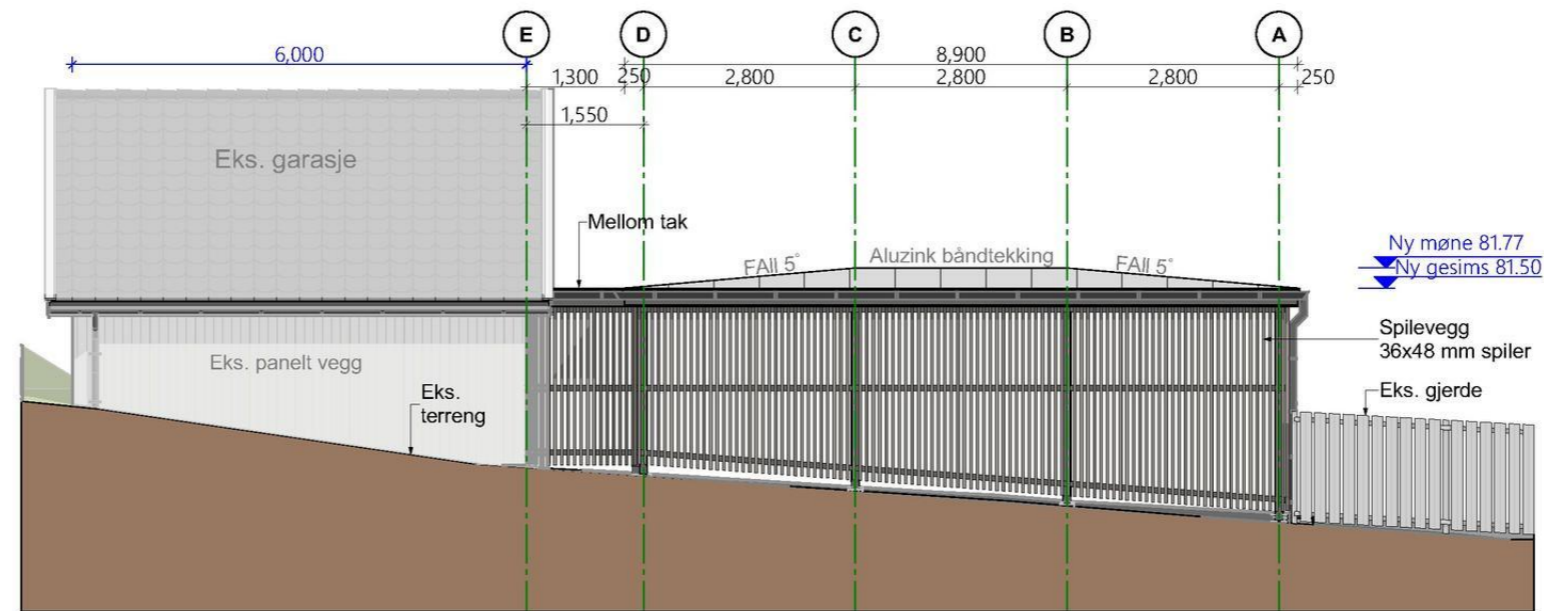 E
D
C
B
A
6,000
8,900
1,300
250
2,800
2,800
2,800
250
1,550
Eks. garasje
Mellom tak
FAll 5°
Aluzink båndtekking
FAll 5°
Ny møne 81.77
Ny gesims 81.50
Spilevegg
36x48 mm spiler
Eks. panelt vegg
Eks.
terreng
Eks. gjerde